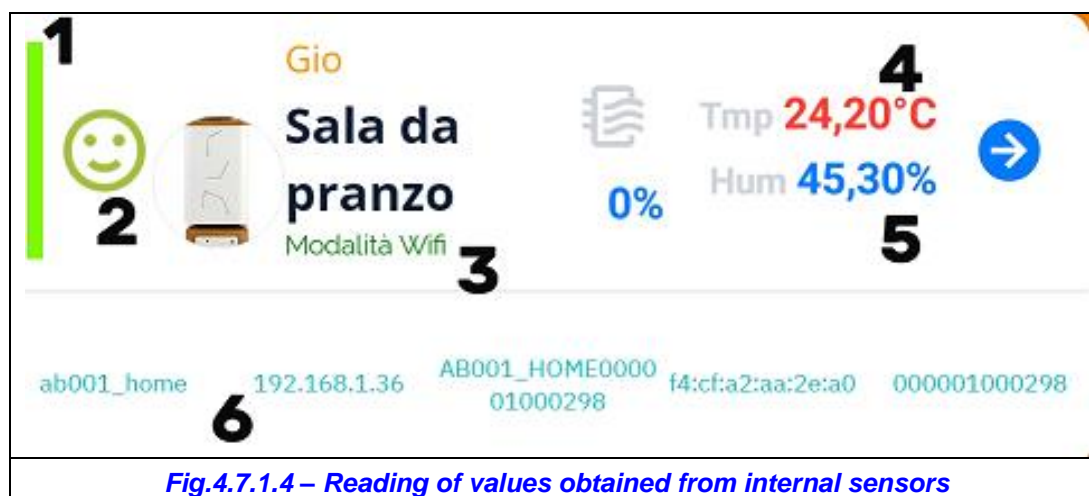 1
Gio
4
Tmp 24,20°C
Sala da
pranzo
Hum 45,30%
0%
2
5
Modalità Wifi
3
ab001_home
192.168.1.36
AB001_HOME0000
01000298
f4:cf:a2:aa:2e:a0
000001000298
6
Fig.4.7.1.4 – Reading of values obtained from internal sensors